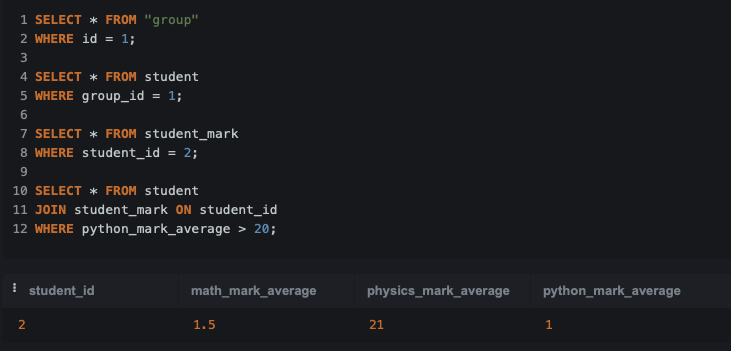 1 SELECT * FROM "group"
2 WHERE id = 1;
3
4 SELECT * FROM student
5 WHERE group_id = 1;
6
7 SELECT * FROM student_mark
8 WHERE student_id = 2;
9
10 SELECT * FROM student
11 JOIN student_mark ON student_id
12 WHERE python_mark_average > 20;
student_id math_mark_average physics_mark_average python_mark_average
2 1.5 21 1